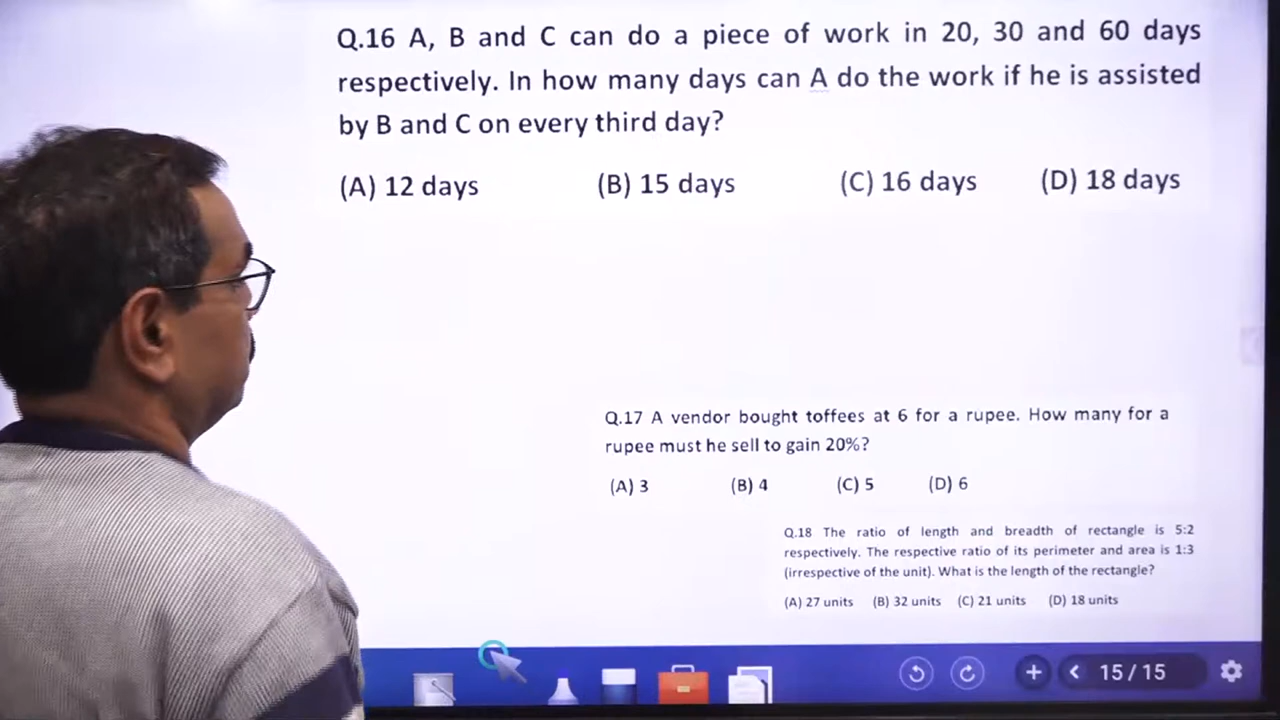 Q.16 A, B and C can do a piece of work in 20, 30 and 60 days
respectively. In how many days can A do the work if he is assisted
by B and C on every third day?
(A) 12 days (B) 15 days (C) 16 days (D) 18 days
Q.17 A vendor bought toffees at 6 for a rupee. How many for a
rupee must he sell to gain 20%?
(A) 3 (B) 4 (C) 5 (D) 6
Q.18 The ratio of length and breadth of rectangle is 5:2
respectively. The respective ratio of its perimeter and area is 1:3
(irrespective of the unit). What is the length of the rectangle?
(A) 27 units (B) 32 units (C) 21 units (D) 18 units
15 / 15